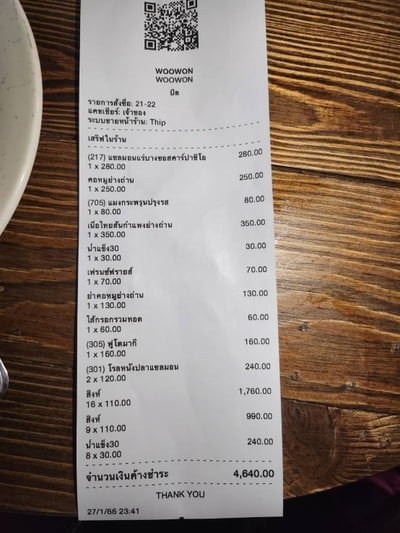 WOOWON
WOOWON
บิล
รายการสั่งซื้อ: 21-22
แคชเชียร์: เจ้าของ
ระบบขายหน้าร้าน: Thip
เสริฟในร้าน
(217) แซลมอนแร่บางซอสคาร์ปาชิโอ 280.00
1 x 280.00
คอหมูย่างถ่าน 250.00
1 x 250.00
(705) แมงกระพรุนปรุงรส 80.00
1 x 80.00
เนื้อไทยสันกำแพงย่างถ่าน 350.00
1 x 350.00
น้ำแข็ง30 30.00
1 x 30.00
เฟรนซ์ฟรายส์ 70.00
1 x 70.00
ยำคอหมูย่างถ่าน 130.00
1 x 130.00
ไส้กรอกรวมทอด 60.00
1 x 60.00
(305) ฟูโตมากิ 160.00
1 x 160.00
(301) โรลหนังปลาแซลมอน 240.00
2 x 120.00
สิงห์ 1,760.00
16 x 110.00
สิงห์ 990.00
9 x 110.00
น้ำแข็ง30 240.00
8 x 30.00
จำนวนเงินค้างชำระ 4,640.00
THANK YOU
27/1/66 23:41